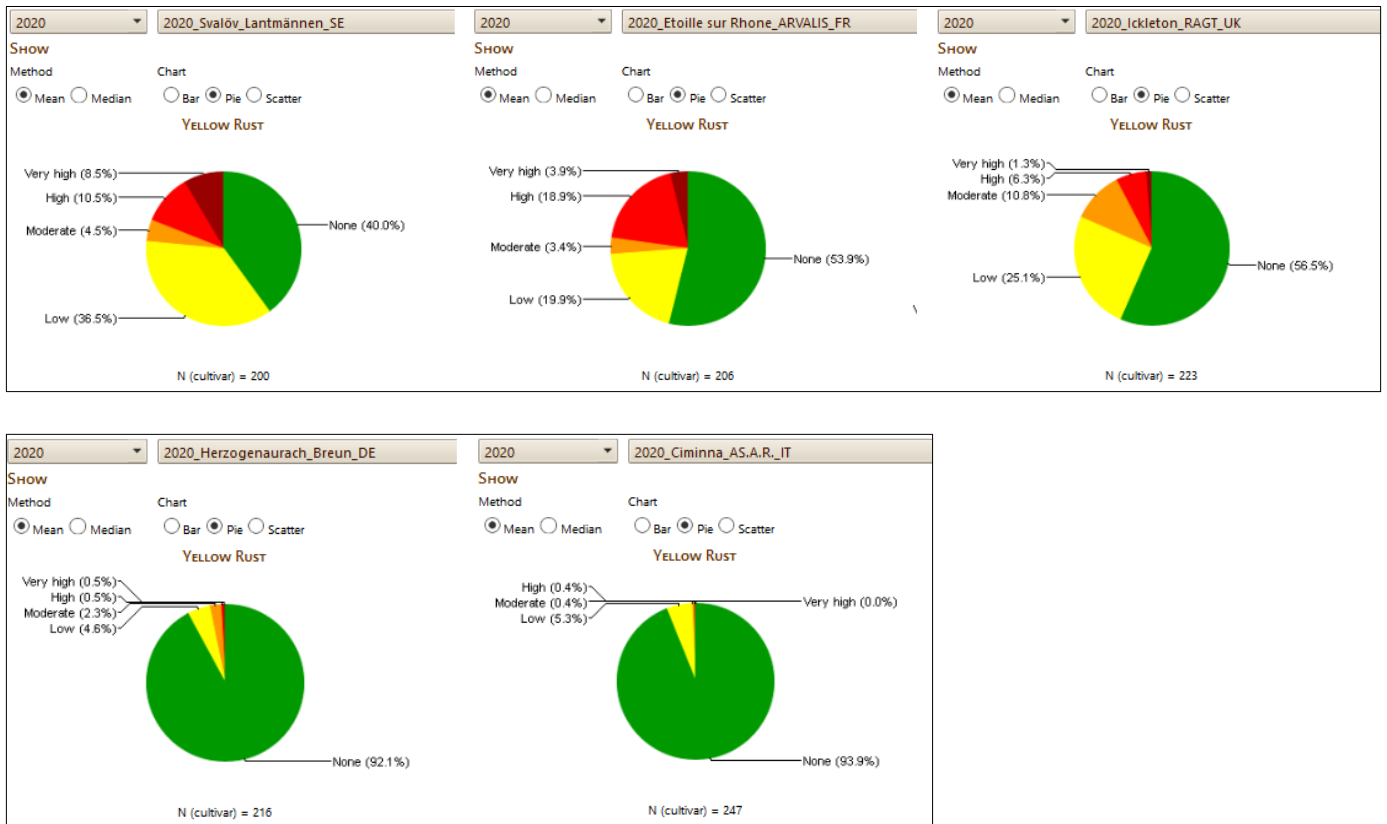 2020
2020_Svalöv_Lantmännen_SE
SHOW
Method
Chart
Mean Median
Bar Pie Scatter
YELLOW RUST
Very high (8.5%)
High (10.5%)
Moderate (4.5%)
Low (36.5%)
None (40.0%)
N (cultivar) = 200
2020
2020_Etoille sur Rhone_ARVALIS_FR
SHOW
Method
Chart
Mean Median
Bar Pie Scatter
YELLOW RUST
Very high (3.9%)
High (18.9%)
Moderate (3.4%)
Low (19.9%)
None (53.9%)
N (cultivar) = 206
2020
2020_Ickleton_RAGT_UK
SHOW
Method
Chart
Mean Median
Bar Pie Scatter
YELLOW RUST
Very high (1.3%)
High (6.3%)
Moderate (10.8%)
Low (25.1%)
None (56.5%)
N (cultivar) = 223
2020
2020_Herzogenaurach_Breun_DE
SHOW
Method
Chart
Mean Median
Bar Pie Scatter
YELLOW RUST
Very high (0.5%)
High (0.5%)
Moderate (2.3%)
Low (4.6%)
None (92.1%)
N (cultivar) = 216
2020
2020_Ciminna_AS.A.R._IT
SHOW
Method
Chart
Mean Median
Bar Pie Scatter
YELLOW RUST
High (0.4%)
Moderate (0.4%)
Low (5.3%)
Very high (0.0%)
None (93.9%)
N (cultivar) = 247